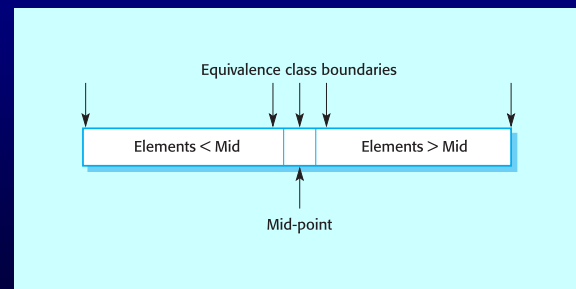 Equivalence class boundaries
Elements < Mid
Elements > Mid
Mid-point